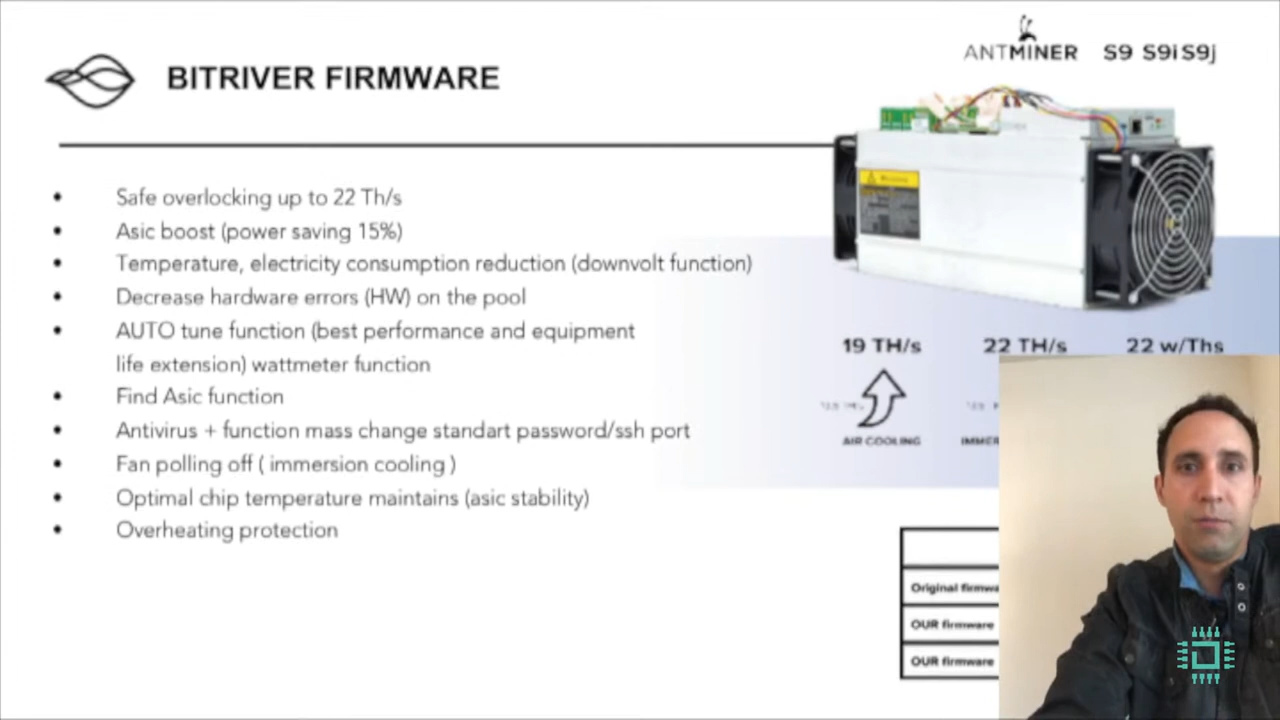 ANTMINER S9 S9i S9j
BITRIVER FIRMWARE
• Safe overlocking up to 22 Th/s
• Asic boost (power saving 15%)
• Temperature, electricity consumption reduction (downvolt function)
• Decrease hardware errors (HW) on the pool
• AUTO tune function (best performance and equipment
life extension) wattmeter function
• Find Asic function
• Antivirus + function mass change standart password/ssh port
• Fan polling off ( immersion cooling )
• Optimal chip temperature maintains (asic stability)
• Overheating protection
19 TH/s 22 TH/s 22 w/Ths
AIR COOLING
Original
OUR firmware
OUR firmware